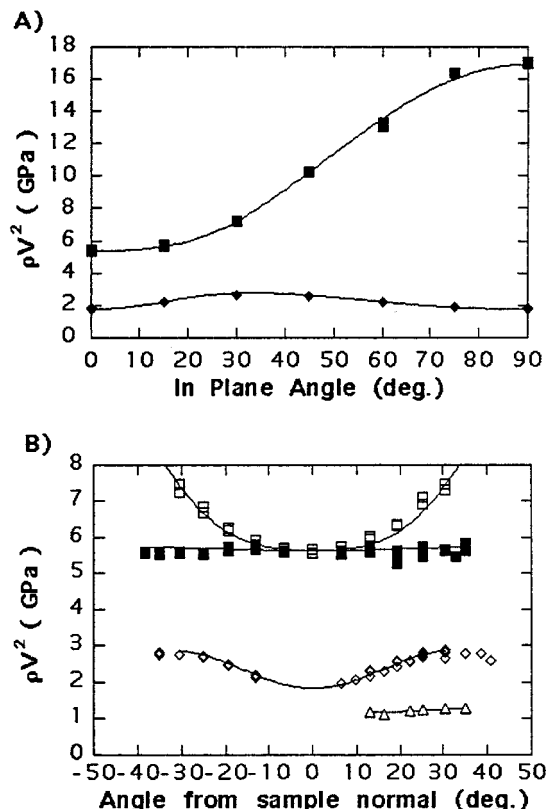 A)
18
16
14
12
10
8
6
4
2
0
ρV² ( GPa)
0 10 20 30 40 50 60 70 80 90
In Plane Angle (deg.)
B)
8
7
6
5
4
3
2
1
0
ρV² ( GPa)
-50-40-30-20-10 0 10 20 30 40 50
Angle from sample normal (deg.)